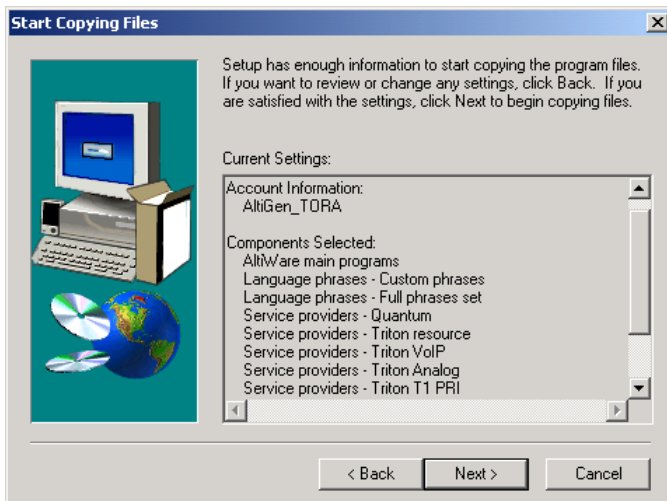 Start Copying Files
Setup has enough information to start copying the program files.
If you want to review or change any settings, click Back. If you
are satisfied with the settings, click Next to begin copying files.
Current Settings:
Account Information:
AltiGen_TORA
Components Selected:
AltiWare main programs
Language phrases - Custom phrases
Language phrases - Full phrases set
Service providers - Quantum
Service providers - Triton resource
Service providers - Triton VoIP
Service providers - Triton Analog
Service providers - Triton T1 PRI
< Back
Next >
Cancel